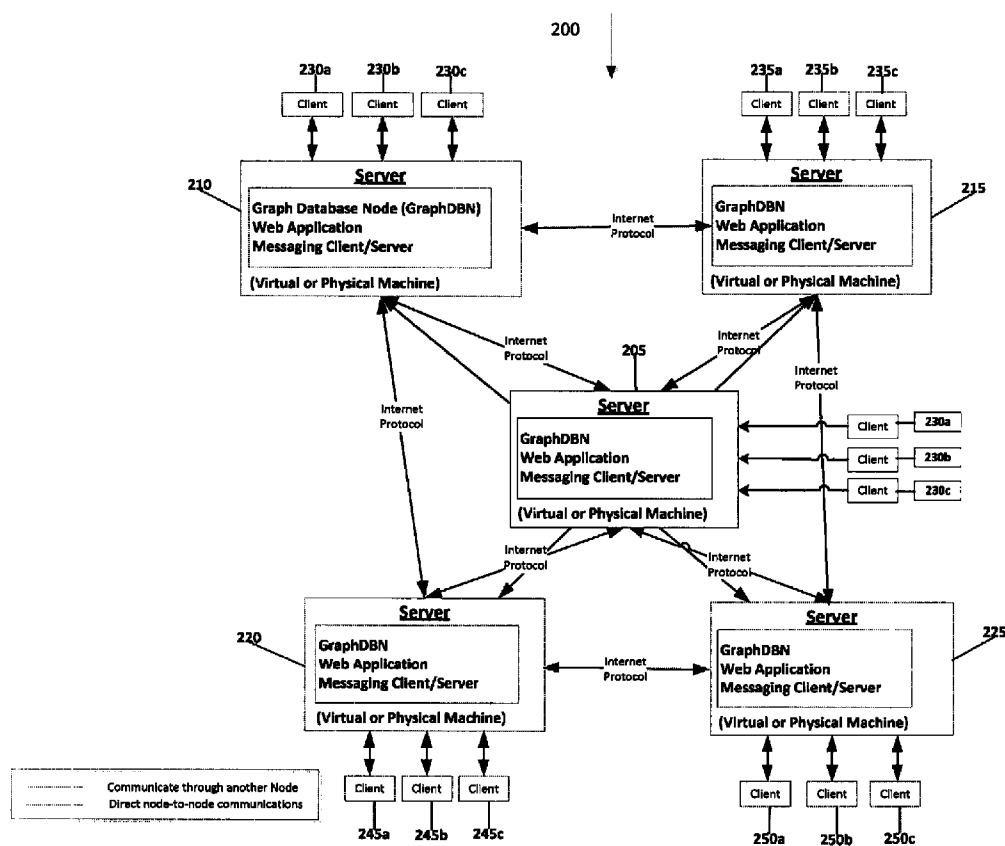 200
230a 230b 230c
235a 235b 235c
Client Client Client
Client Client Client
210
Server
Graph Database Node (GraphDBN)
Web Application
Messaging Client/Server
(Virtual or Physical Machine)
Internet
Protocol
215
Server
GraphDBN
Web Application
Messaging Client/Server
(Virtual or Physical Machine)
Internet
Protocol
Internet
Protocol
Internet
Protocol
Internet
Protocol
205
Server
GraphDBN
Web Application
Messaging Client/Server
(Virtual or Physical Machine)
Client 230a
Client 230b
Client 230c
Internet
Protocol
Internet
Protocol
220
Server
GraphDBN
Web Application
Messaging Client/Server
(Virtual or Physical Machine)
Internet
Protocol
225
Server
GraphDBN
Web Application
Messaging Client/Server
(Virtual or Physical Machine)
Client Client Client
245a 245b 245c
Client Client Client
250a 250b 250c
Communicate through another Node
Direct node-to-node communications